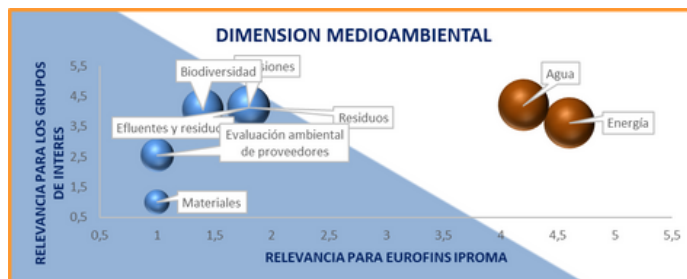 DIMENSION MEDIOAMBIENTAL
RELEVANCIA PARA LOS GRUPOS
DE INTERES
5,5
4,5
3,5
2,5
1,5
0,5
Biodiversidad
Agua
Residuos
Energía
Efluentes y
Evaluación ambiental
de proveedores
Materiales
0,5
1
1,5
2
2,5
3
3,5
4
4,5
5
5,5
RELEVANCIA PARA EUROFINS IPROMA